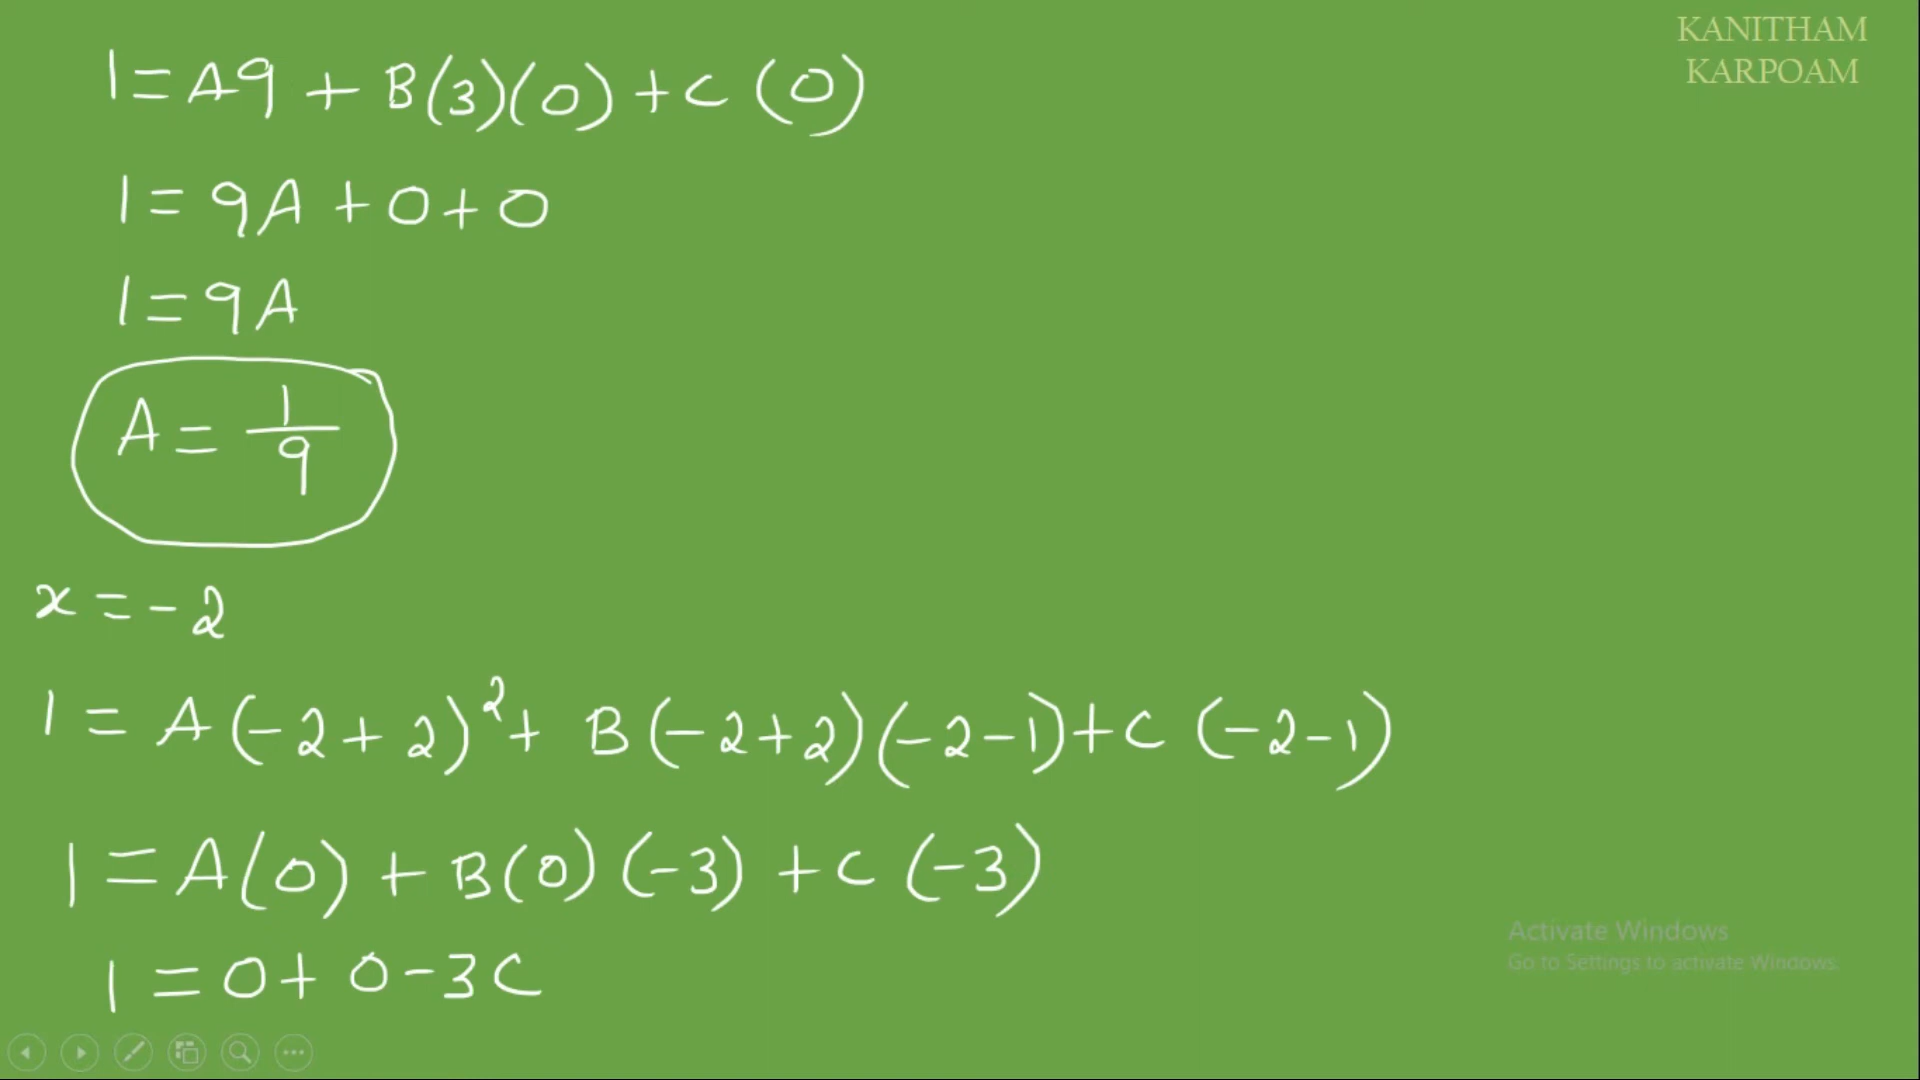 KANITHAM
KARPOAM
1 = A9 + B(3)(0) + C(0)
1 = 9A + 0 + 0
1 = 9A
A = 1/9
x = -2
1 = A(-2+2)² + B(-2+2)(-2-1) + C(-2-1)
1 = A(0) + B(0)(-3) + C(-3)
1 = 0 + 0 - 3C
Activate Windows
Go to Settings to activate Windows.